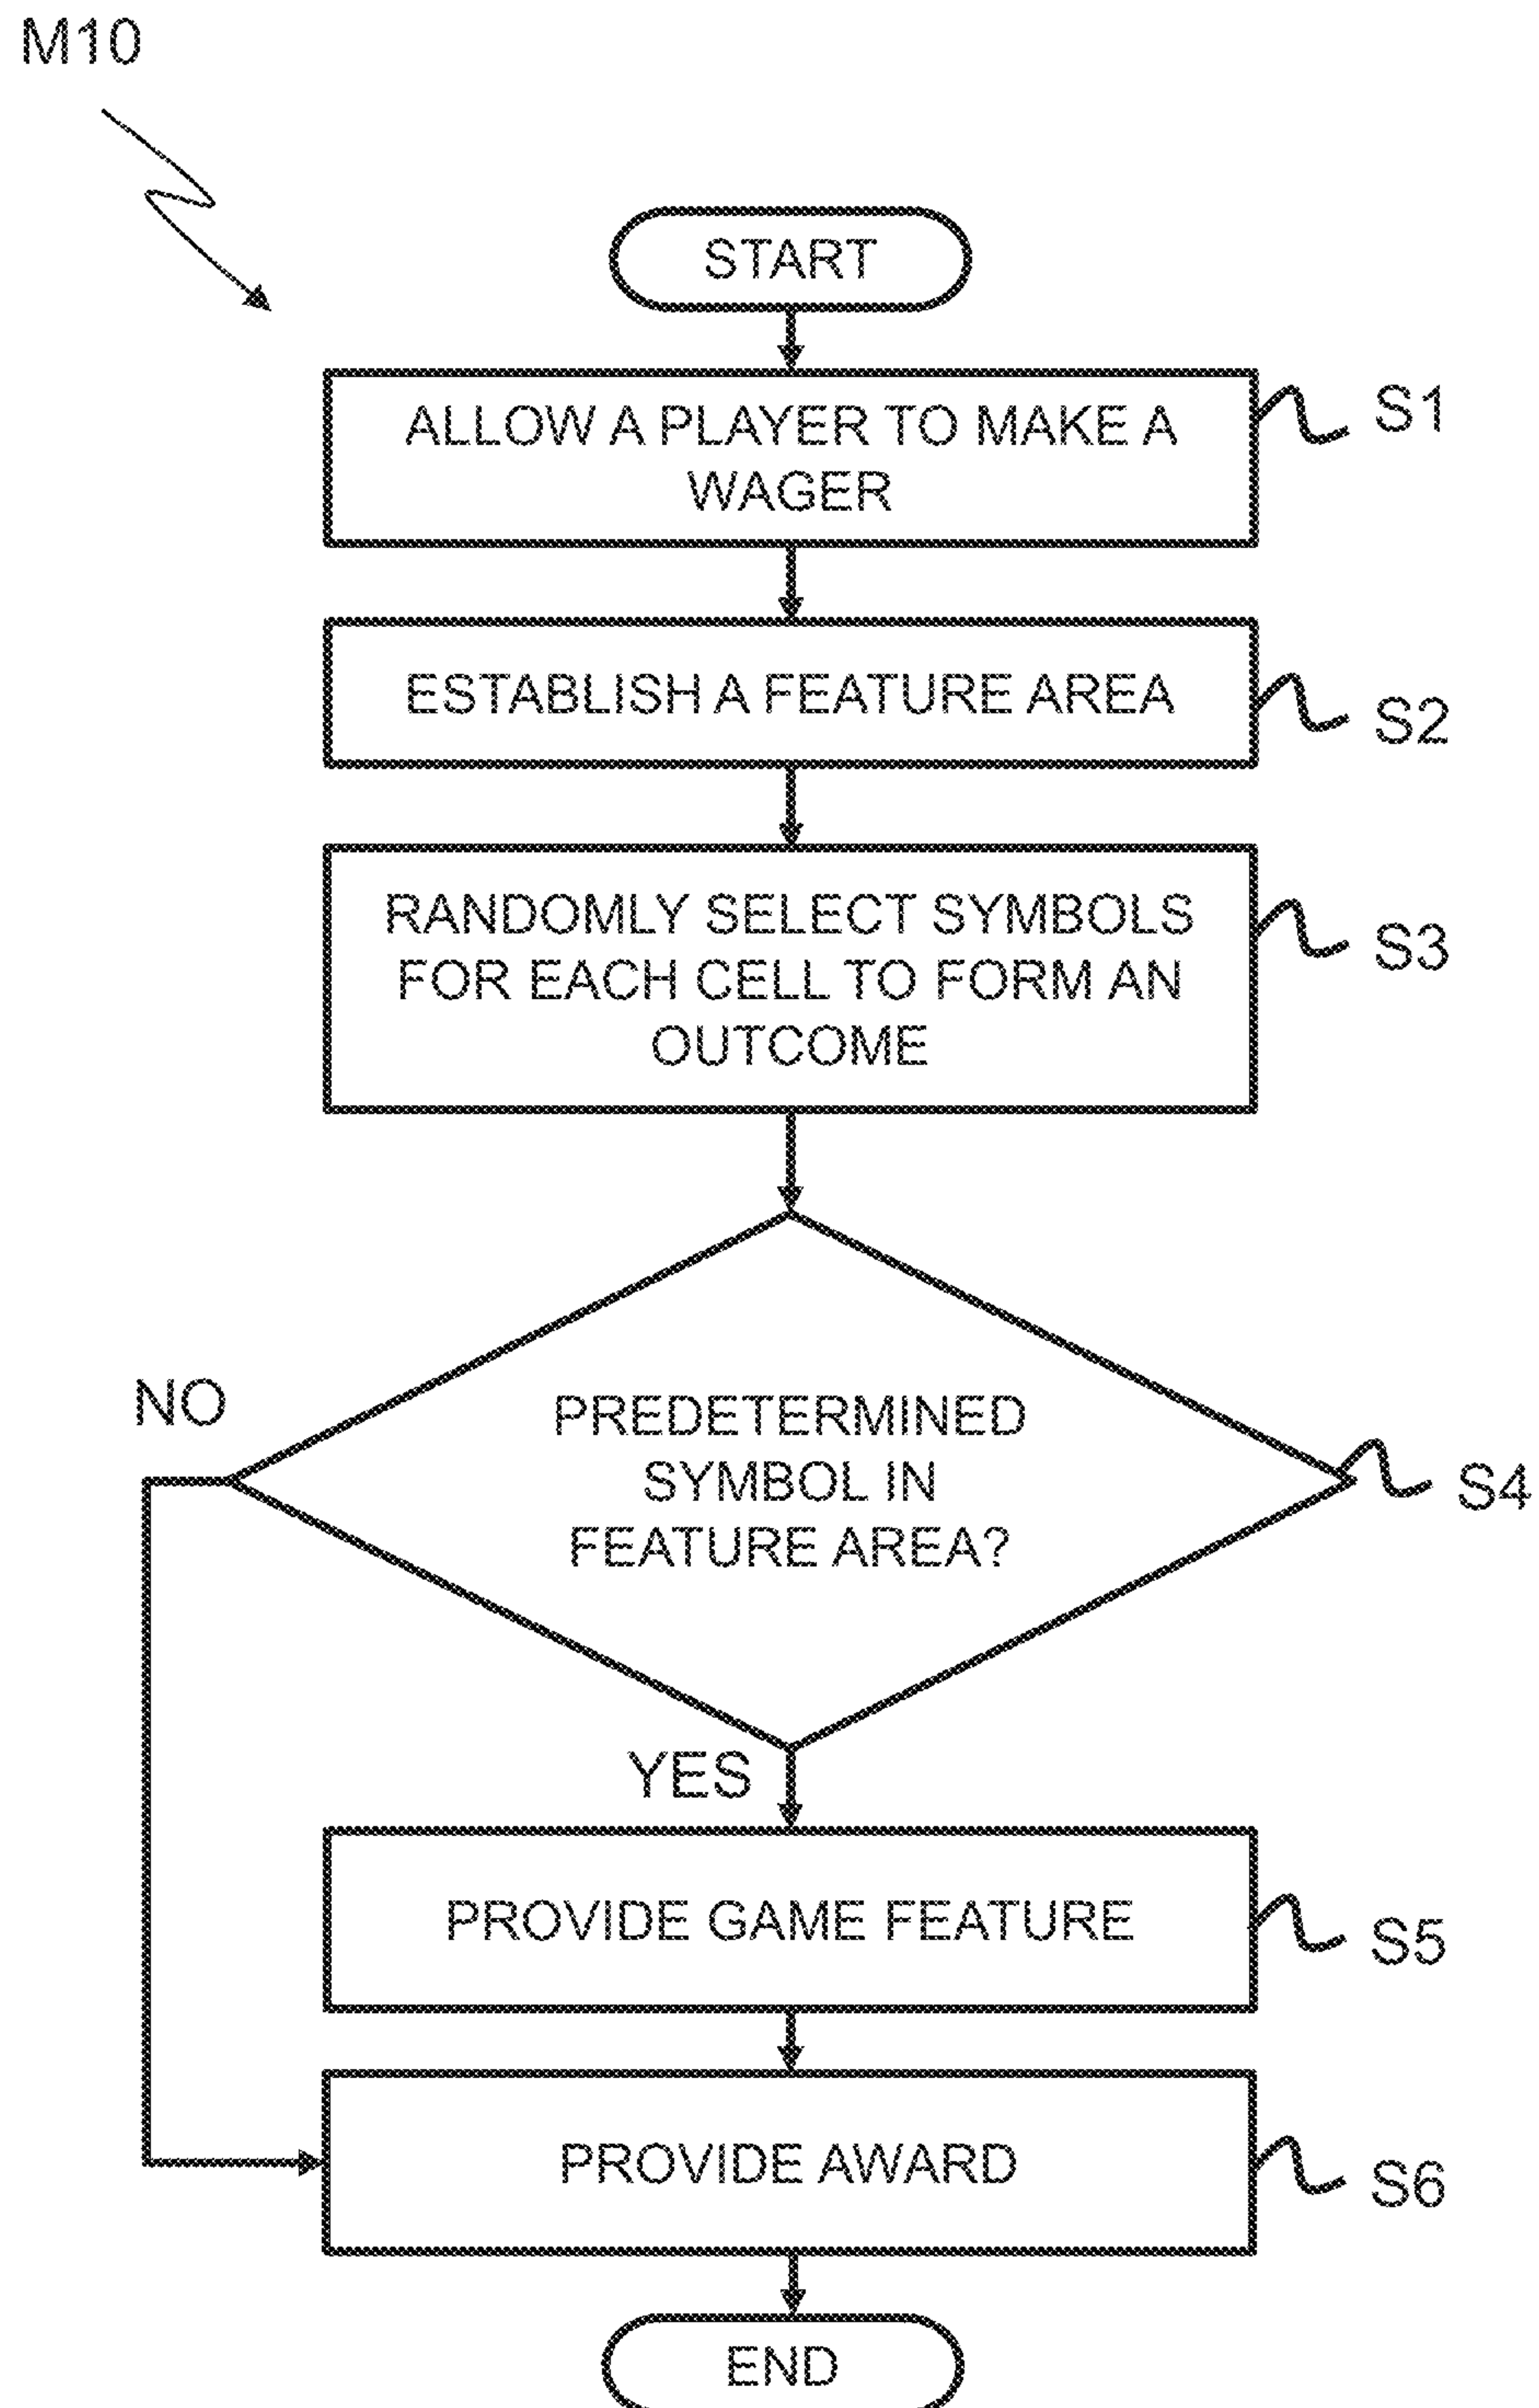 M10
START
ALLOW A PLAYER TO MAKE A
WAGER
S1
ESTABLISH A FEATURE AREA
S2
RANDOMLY SELECT SYMBOLS
FOR EACH CELL TO FORM AN
OUTCOME
S3
NO
PREDETERMINED
SYMBOL IN
FEATURE AREA?
S4
YES
PROVIDE GAME FEATURE
S5
PROVIDE AWARD
S6
END